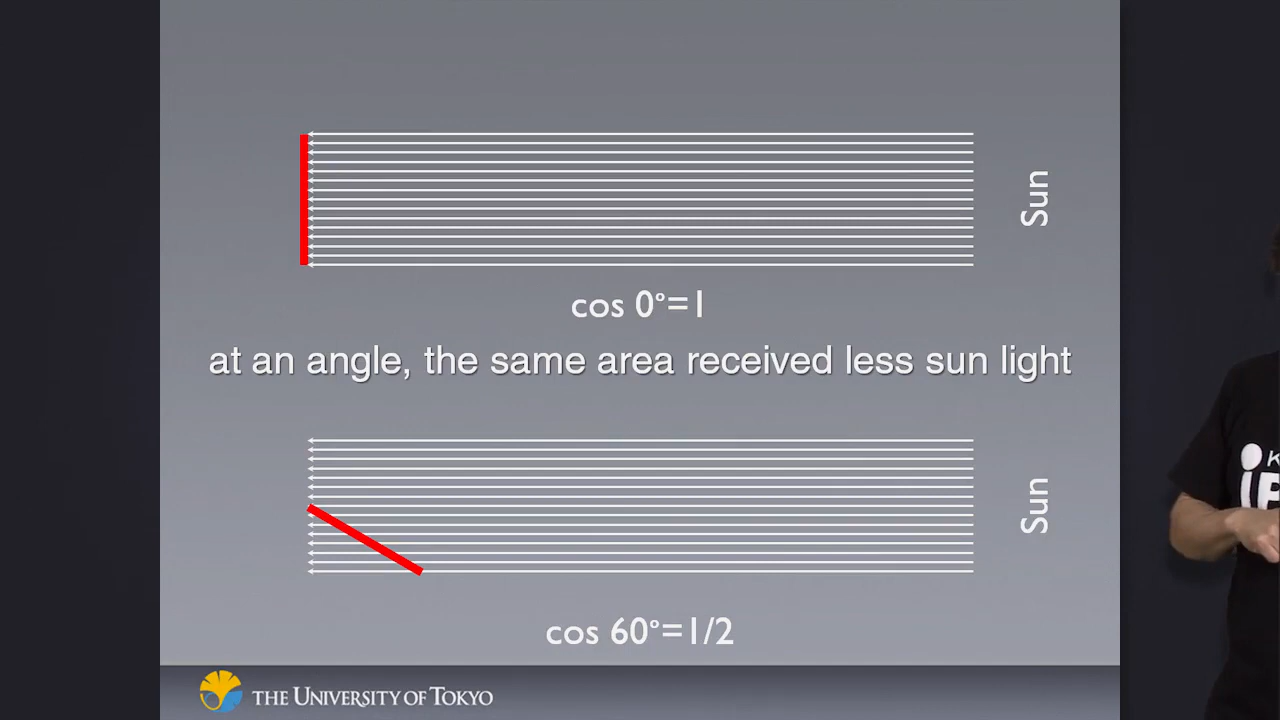 Sun
cos 0°=1
at an angle, the same area received less sun light
Sun
cos 60°=1/2
THE UNIVERSITY OF TOKYO